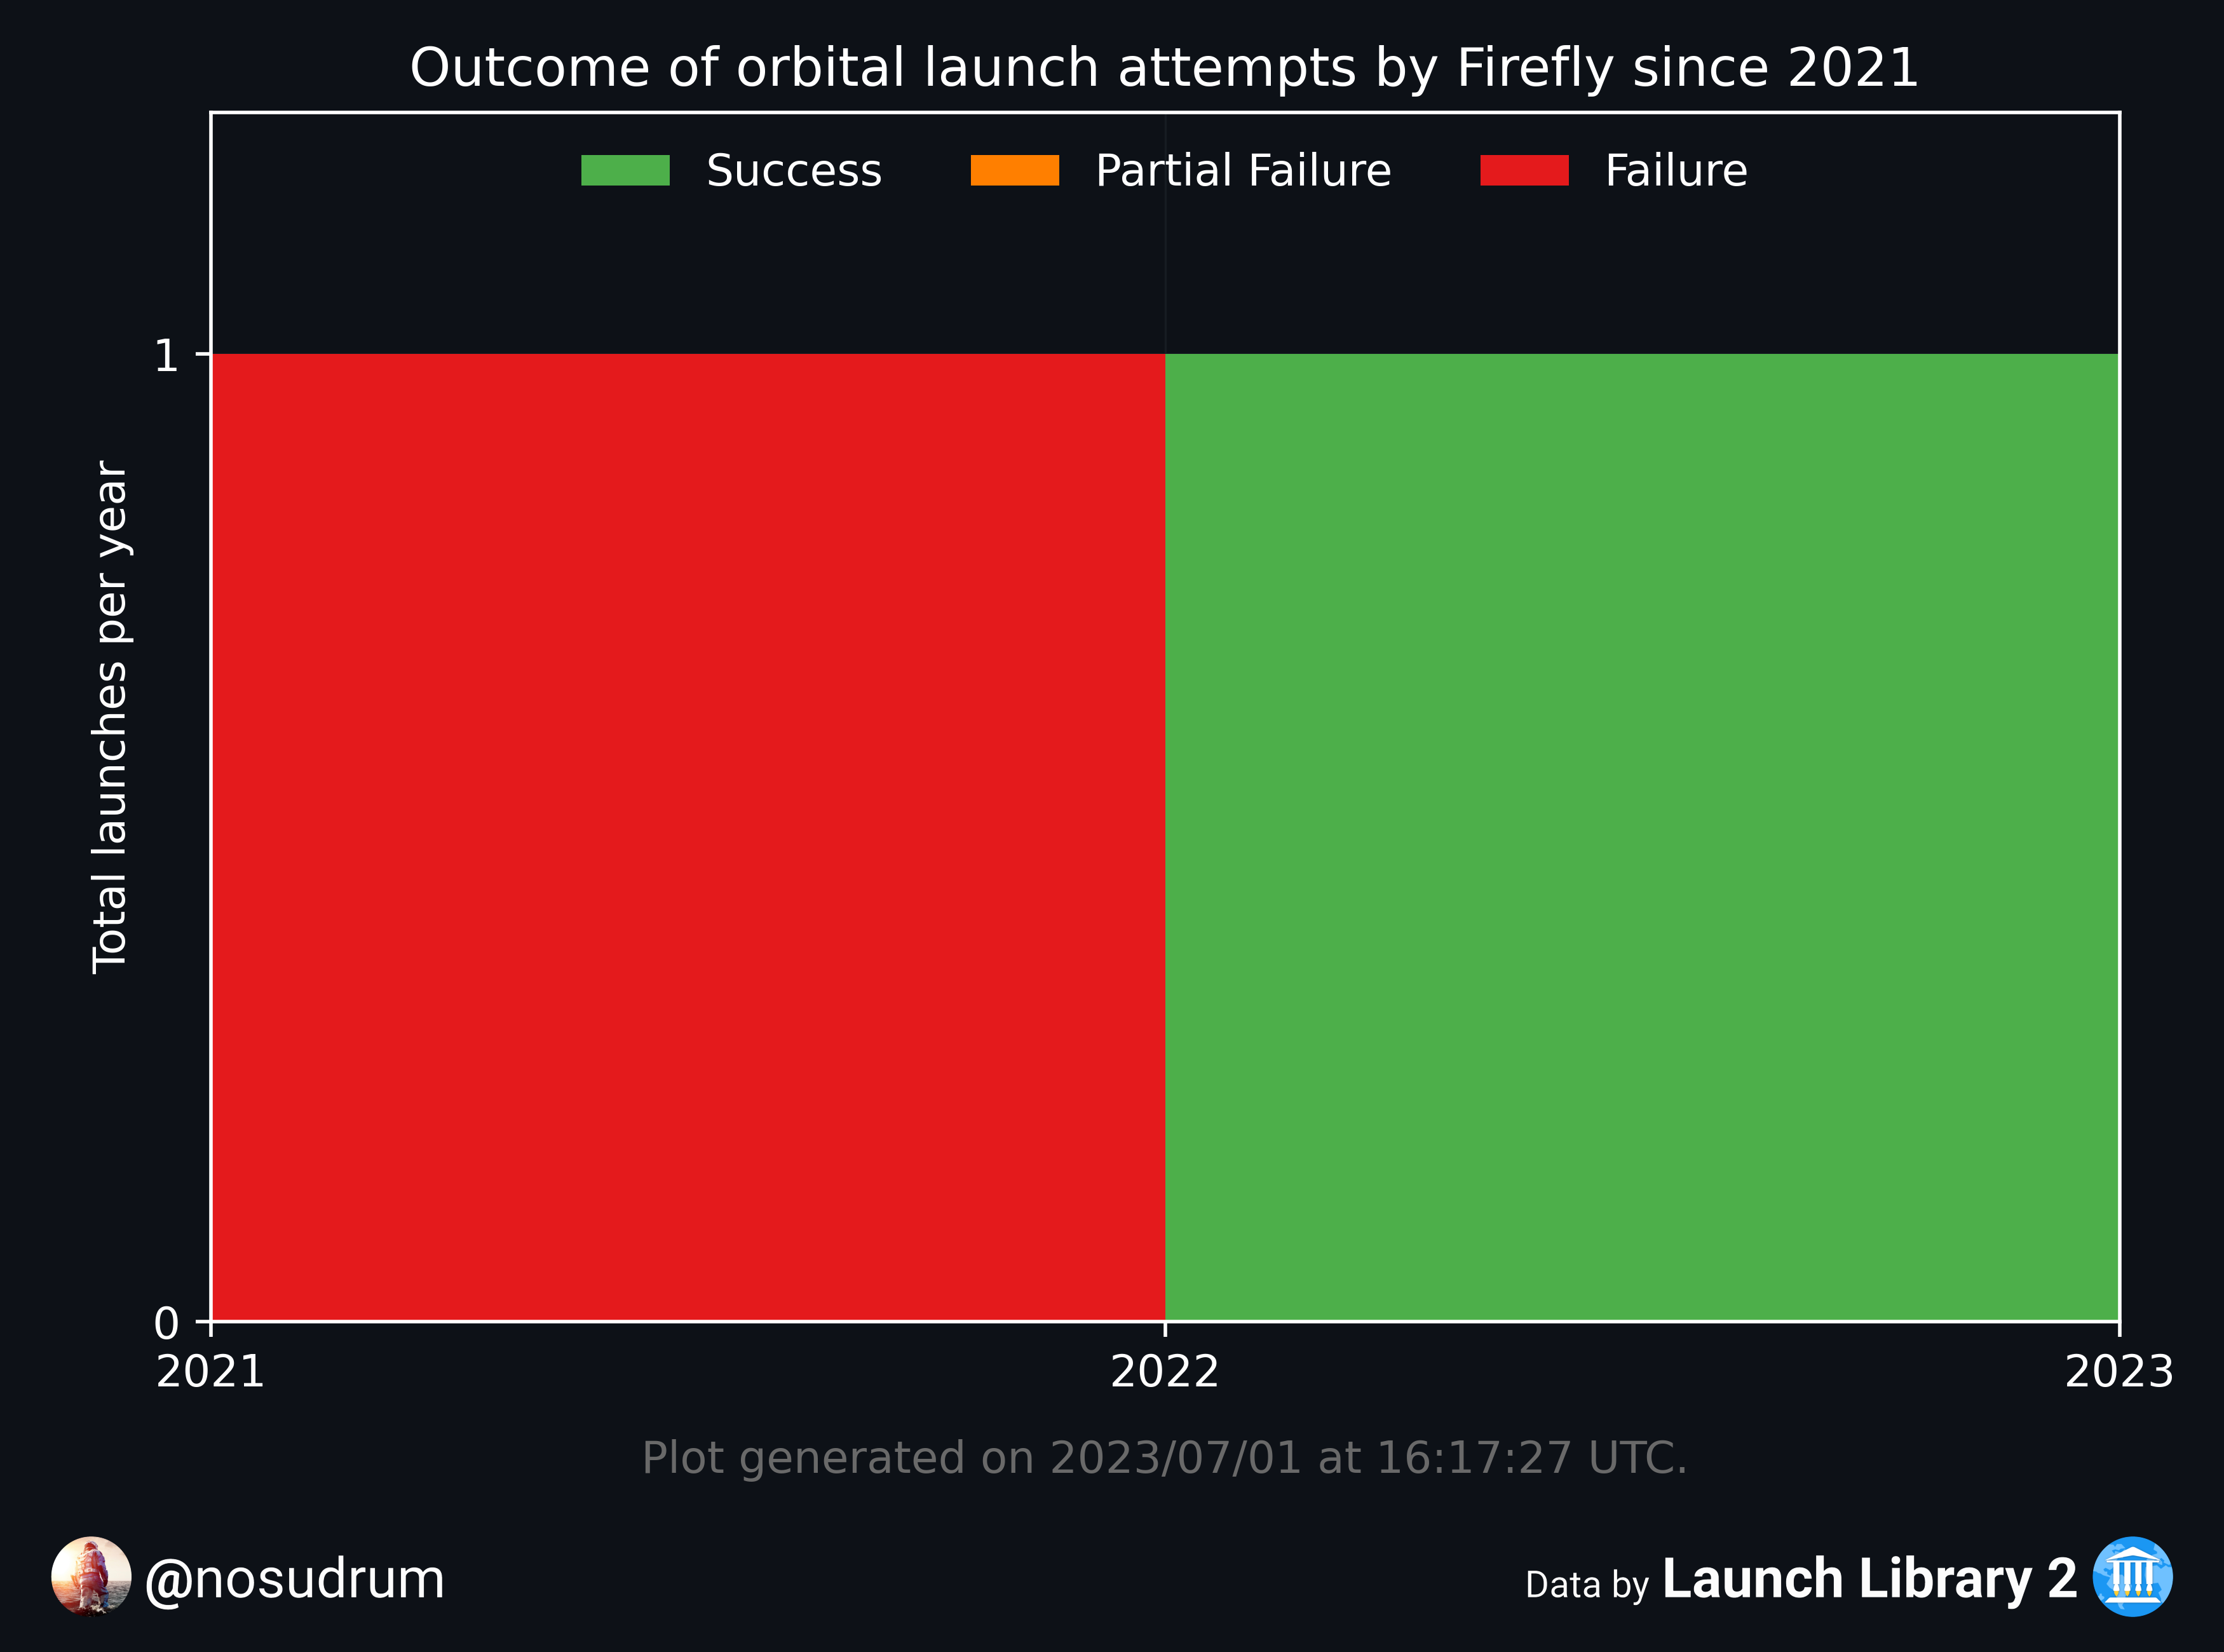 Outcome of orbital launch attempts by Firefly since 2021
Success Partial Failure Failure
Total launches per year
1
0
2021 2022 2023
Plot generated on 2023/07/01 at 16:17:27 UTC.
@nosudrum
Data by Launch Library 2